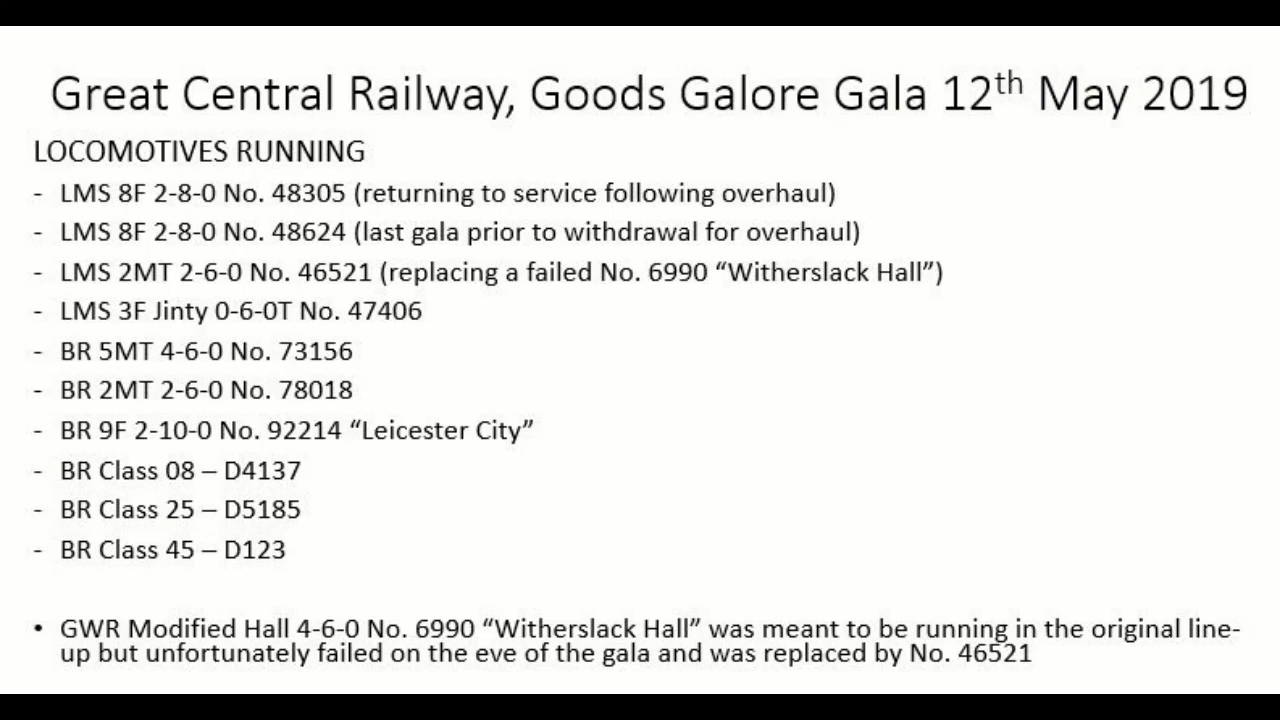 Great Central Railway, Goods Galore Gala 12th May 2019
LOCOMOTIVES RUNNING
- LMS 8F 2-8-0 No. 48305 (returning to service following overhaul)
- LMS 8F 2-8-0 No. 48624 (last gala prior to withdrawal for overhaul)
- LMS 2MT 2-6-0 No. 46521 (replacing a failed No. 6990 “Witherslack Hall”)
- LMS 3F Jinty 0-6-0T No. 47406
- BR 5MT 4-6-0 No. 73156
- BR 2MT 2-6-0 No. 78018
- BR 9F 2-10-0 No. 92214 “Leicester City”
- BR Class 08 – D4137
- BR Class 25 – D5185
- BR Class 45 – D123
• GWR Modified Hall 4-6-0 No. 6990 “Witherslack Hall” was meant to be running in the original line-
up but unfortunately failed on the eve of the gala and was replaced by No. 46521